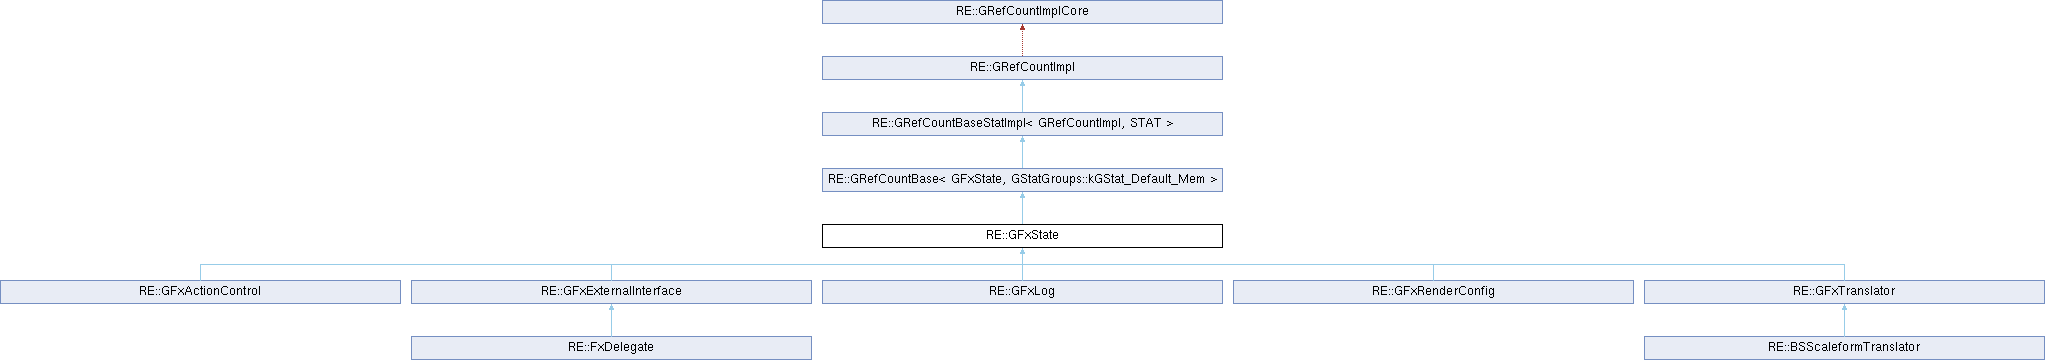 RE::GRefCountImplCore
RE::GRefCountImpl
RE::GRefCountBaseStatImpl< GRefCountImpl, STAT >
RE::GRefCountBase< GFxState, GStatGroups::kGStat_Default_Mem >
RE::GFxState
RE::GFxActionControl
RE::GFxExternalInterface
RE::GFxLog
RE::GFxRenderConfig
RE::GFxTranslator
RE::FxDelegate
RE::BSScaleformTranslator